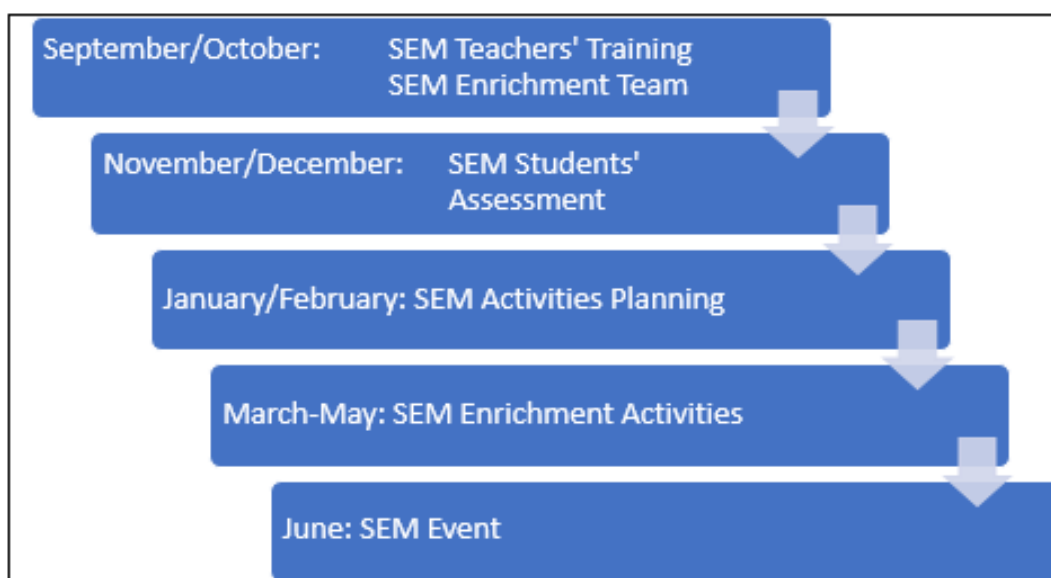 September/October: SEM Teachers' Training
SEM Enrichment Team
November/December: SEM Students'
Assessment
January/February: SEM Activities Planning
March-May: SEM Enrichment Activities
June: SEM Event